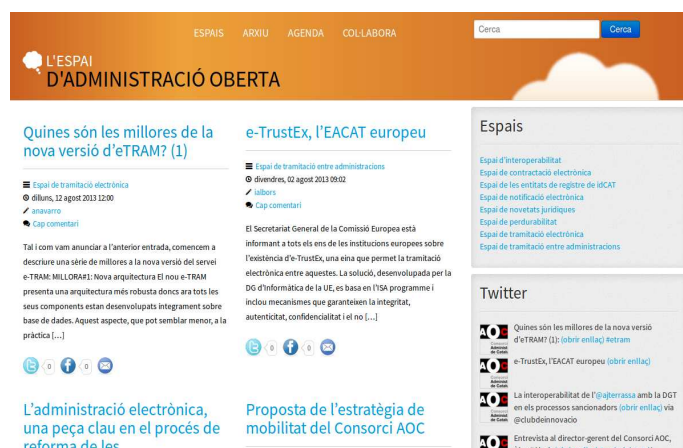 ESPAIS ARXIU AGENDA COL·LABORA
Cerca
Cerca
L'ESPAI
D'ADMINISTRACIÓ OBERTA
Quines són les millores de la
nova versió d'eTRAM? (1)
Espai de tramitació electrònica
dilluns, 12 agost 2013 12:00
anavarro
Cap comentari
Tal i com vam anunciar a l'anterior entrada, comencem a
descriure una sèrie de millores a la nova versió del servei
e-TRAM: MILLORA#1: Nova arquitectura El nou e-TRAM
presenta una arquitectura més robusta doncs ara tots les
seus components estan desenvolupats íntegrament sobre
base de dades. Aquest aspecte, que pot semblar menor, a la
pràctica [...]
0
0
e-TrustEx, l'EACAT europeu
Espai de tramitació entre administracions
divendres, 02 agost 2013 09:02
ialbors
Cap comentari
El Secretariat General de la Comissió Europea està
informant a tots els ens de les institucions europees sobre
l'existència d'e-TrustEx, una eina que permet la tramitació
electrònica entre aquestes. La solució, desenvolupada per la
DG d'Informàtica de la UE, es basa en l'ISA programme i
inclou mecanismes que garanteixen la integritat,
autenticitat, confidencialitat i el no [...]
0
0
L'administració electrònica,
una peça clau en el procés de
reforma de les
Proposta de l'estratègia de
mobilitat del Consorci AOC
Espais
Espai d'interoperabilitat
Espai de contractació electrònica
Espai de les entitats de registre de idCAT
Espai de notificació electrònica
Espai de novetats jurídiques
Espai de perdurabilitat
Espai de tramitació electrònica
Espai de tramitació entre administracions
Twitter
Quines són les millores de la nova versió
d'eTRAM? (1): (obrir enllaç) #etram
e-TrustEx, l'EACAT europeu (obrir enllaç)
La interoperabilitat de l'@ajterrassa amb la DGT
en els processos sancionadors (obrir enllaç) via
@clubdeinnovacio
Entrevista al director-gerent del Consorci AOC,